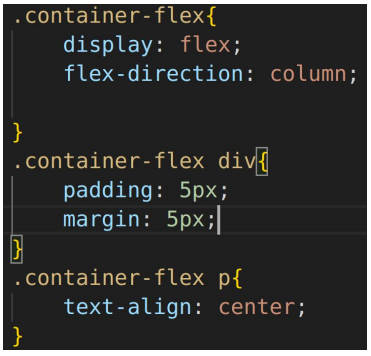 .container-flex{
    display: flex;
    flex-direction: column;

}
.container-flex div{
    padding: 5px;
    margin: 5px;
}
.container-flex p{
    text-align: center;
}